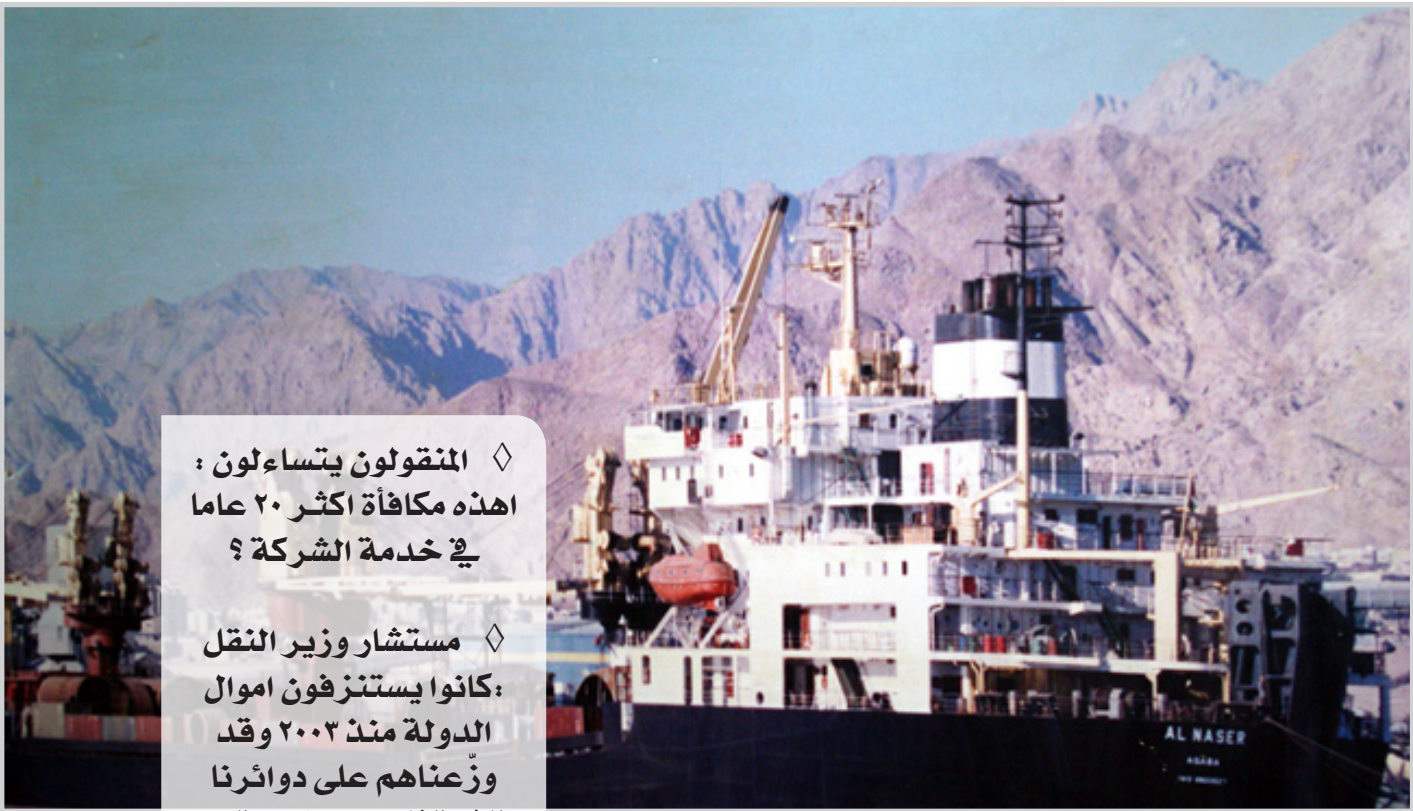 ◊ المنقولون يتساءلون :
اهذه مكافأة اكثر ٢٠ عاما
في خدمة الشركة ؟
◊ مستشار وزير النقل
:كانوا يستنزفون اموال
الدولة منذ ٢٠٠٣ وقد
وزّعناهم على دوائرنا
AL NASER
AQABA